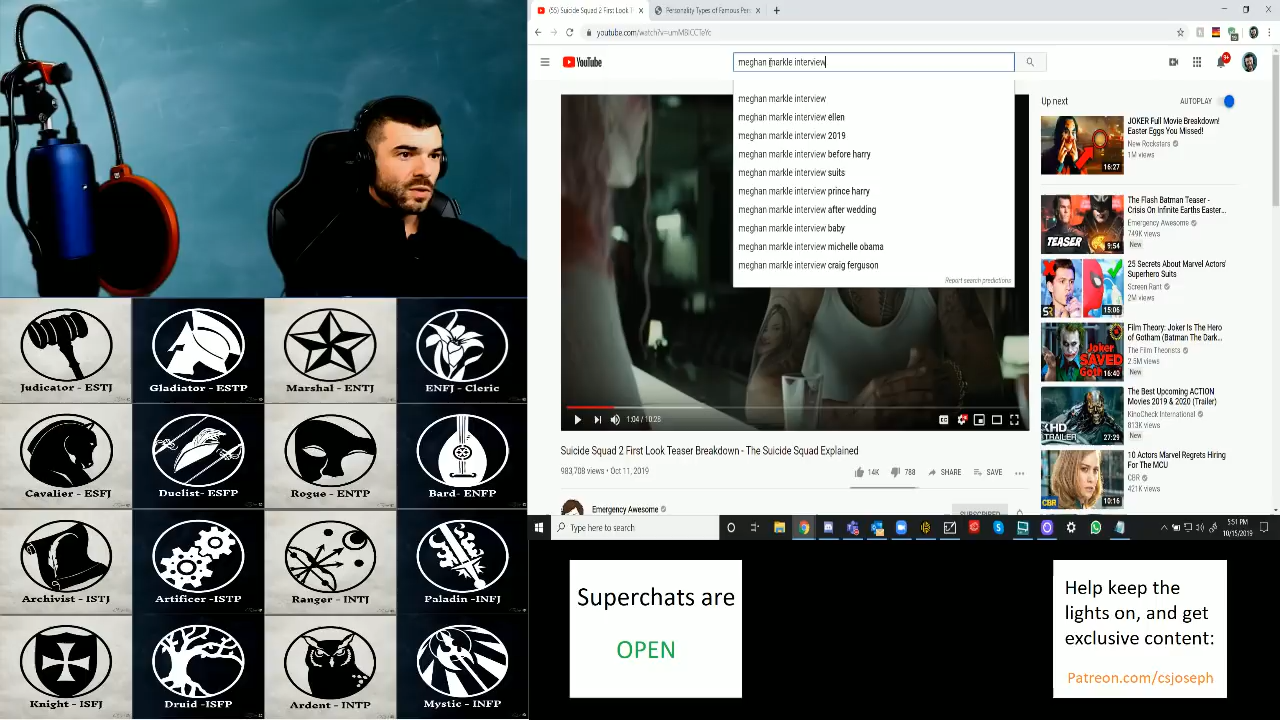 Judicator - ESTJ
Gladiator - ESTP
Marshal - ENTJ
ENFJ - Cleric
Cavalier - ESFJ
Duelist- ESFP
Rogue - ENTP
Bard- ENFP
Archivist - ISTJ
Artificer -ISTP
Ranger - INTJ
Paladin -INFJ
Knight - ISFJ
Druid -ISFP
Ardent - INTP
Mystic - INFP
(55) Suicide Squad 2 First Look T
Personality Types of Famous Per
youtube.com/watch?v=umM8ICCTeYc
YouTube
meghan markle interview
9+
meghan markle interview
meghan markle interview ellen
meghan markle interview 2019
meghan markle interview before harry
meghan markle interview suits
meghan markle interview prince harry
meghan markle interview after wedding
meghan markle interview baby
meghan markle interview michelle obama
meghan markle interview craig ferguson
Report search predictions
1:04 / 10:28
Suicide Squad 2 First Look Teaser Breakdown - The Suicide Squad Explained
983,708 views • Oct 11, 2019
14K
788
SHARE
SAVE
Emergency Awesome
SUBSCRIBED
Up next
AUTOPLAY
JOKER Full Movie Breakdown! Easter Eggs You Missed!
New Rockstars
1M views
16:27
The Flash Batman Teaser - Crisis On Infinite Earths Easter...
Emergency Awesome
749K views
New
TEASER
9:54
25 Secrets About Marvel Actors' Superhero Suits
Screen Rant
2M views
15:06
Film Theory: Joker Is The Hero of Gotham (Batman The Dark...
The Film Theorists
2.5M views
New
Joker SAVED Goth
16:40
The Best Upcoming ACTION Movies 2019 & 2020 (Trailer)
KinoCheck International
813K views
New
HD TRAILER
27:29
10 Actors Marvel Regrets Hiring For The MCU
CBR
421K views
CBR
10:16
Type here to search
5:51 PM
10/15/2019
Superchats are
OPEN
Help keep the
lights on, and get
exclusive content:
Patreon.com/csjoseph